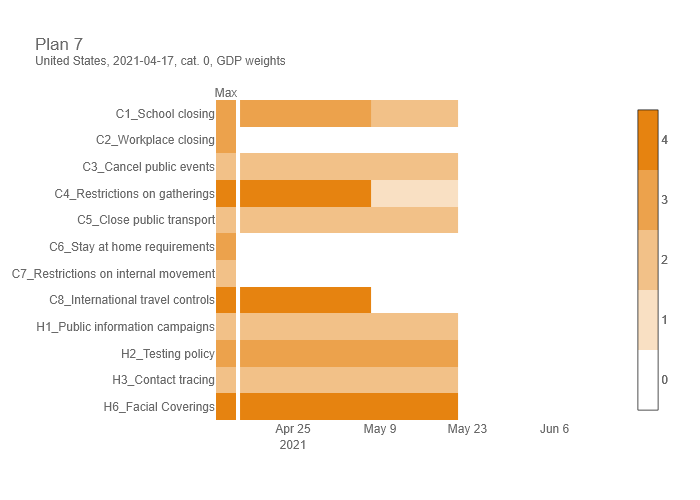 Plan 7
United States, 2021-04-17, cat. 0, GDP weights
Max
C1_School closing
C2_Workplace closing
C3_Cancel public events
C4_Restrictions on gatherings
C5_Close public transport
C6_Stay at home requirements
C7_Restrictions on internal movement
C8_International travel controls
H1_Public information campaigns
H2_Testing policy
H3_Contact tracing
H6_Facial Coverings
Apr 25 May 9 May 23 Jun 6
2021
4
3
2
1
0